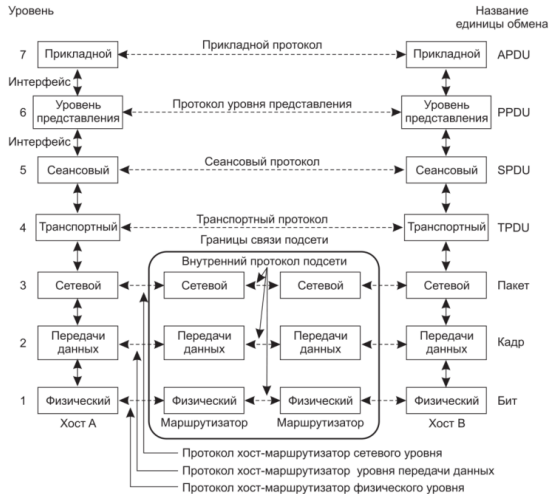 Уровень
Название
единицы обмена
7 Прикладной Прикладной протокол Прикладной APDU
Интерфейс
6 Уровень представления Протокол уровня представления Уровень представления PPDU
Интерфейс
5 Сеансовый Сеансовый протокол Сеансовый SPDU
4 Транспортный Транспортный протокол Транспортный TPDU
Границы связи подсети
Внутренний протокол подсети
3 Сетевой Сетевой Сетевой Сетевой Пакет
2 Передачи данных Передачи данных Передачи данных Передачи данных Кадр
1 Физический Физический Физический Физический Бит
Хост A Маршрутизатор Маршрутизатор Хост B
Протокол хост-маршрутизатор сетевого уровня
Протокол хост-маршрутизатор уровня передачи данных
Протокол хост-маршрутизатор физического уровня